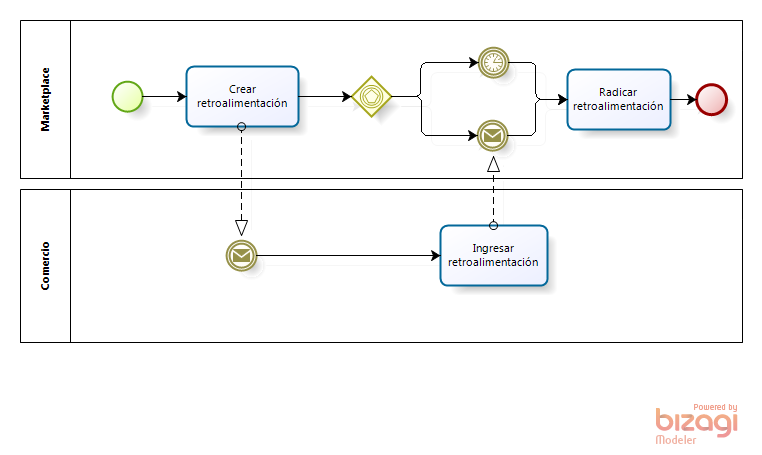 Marketplace
Crear
retroalimentación
Radicar
retroalimentación
Comercio
Ingresar
retroalimentación
Powered by
bizagi
Modeler